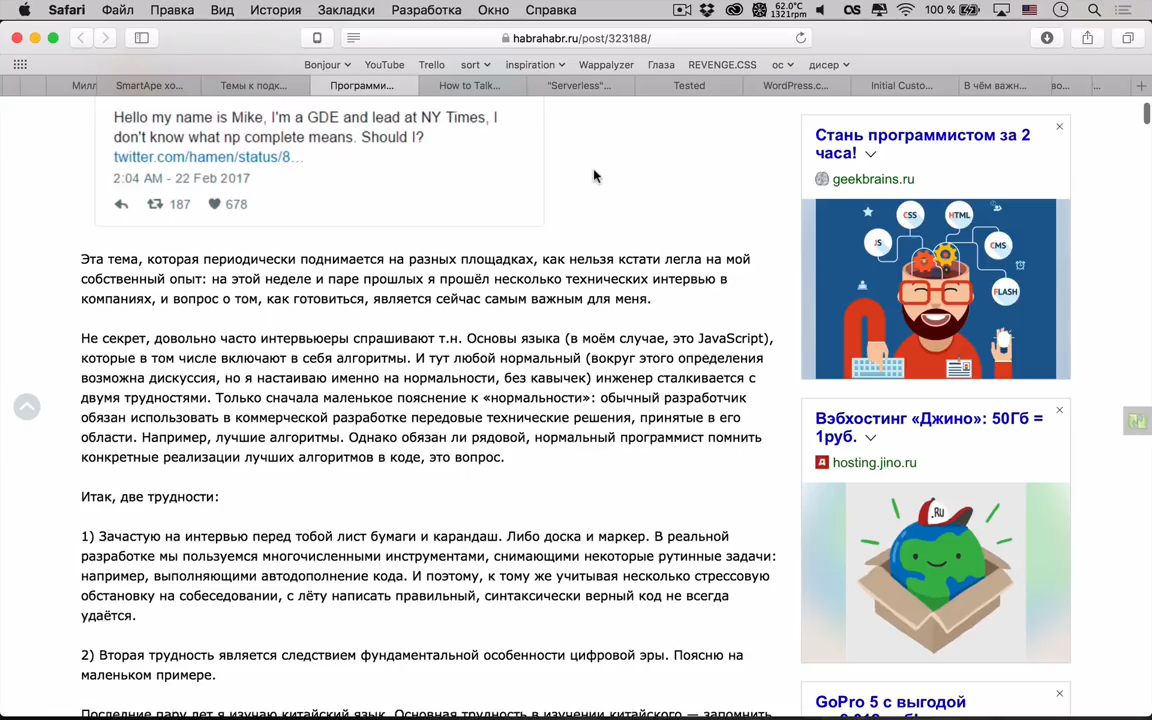 Safari Файл Правка Вид История Закладки Разработка Окно Справка
62.0°C
1321rpm
100 %
habrahabr.ru/post/323188/
Bonjour YouTube Trello sort inspiration Wappalyzer Глаза REVENGE.CSS ос дисер
Милл SmartApe хо... Темы к подк... Программи... How to Talk... "Serverless"... Tested WordPress.c... Initial Custo... В чём важн... во... ...
Hello my name is Mike, I'm a GDE and lead at NY Times, I
don't know what np complete means. Should I?
twitter.com/hamen/status/8...
2:04 AM - 22 Feb 2017
187 678
Эта тема, которая периодически поднимается на разных площадках, как нельзя кстати легла на мой
собственный опыт: на этой неделе и паре прошлых я прошёл несколько технических интервью в
компаниях, и вопрос о том, как готовиться, является сейчас самым важным для меня.
Не секрет, довольно часто интервьюеры спрашивают т.н. Основы языка (в моём случае, это JavaScript),
которые в том числе включают в себя алгоритмы. И тут любой нормальный (вокруг этого определения
возможна дискуссия, но я настаиваю именно на нормальности, без кавычек) инженер сталкивается с
двумя трудностями. Только сначала маленькое пояснение к «нормальности»: обычный разработчик
обязан использовать в коммерческой разработке передовые технические решения, принятые в его
области. Например, лучшие алгоритмы. Однако обязан ли рядовой, нормальный программист помнить
конкретные реализации лучших алгоритмов в коде, это вопрос.
Итак, две трудности:
1) Зачастую на интервью перед тобой лист бумаги и карандаш. Либо доска и маркер. В реальной
разработке мы пользуемся многочисленными инструментами, снимающими некоторые рутинные задачи:
например, выполняющими автодополнение кода. И поэтому, к тому же учитывая несколько стрессовую
обстановку на собеседовании, с лёту написать правильный, синтаксически верный код не всегда
удаётся.
2) Вторая трудность является следствием фундаментальной особенности цифровой эры. Поясню на
маленьком примере.
Последние пару лет я изучаю китайский язык. Основная трудность в изучении китайского — запомнить
Стань программистом за 2
часа!
geekbrains.ru
CSS HTML
JS CMS
FLASH
Вэбхостинг «Джино»: 50Гб =
1руб.
hosting.jino.ru
.RU
GoPro 5 с выгодой